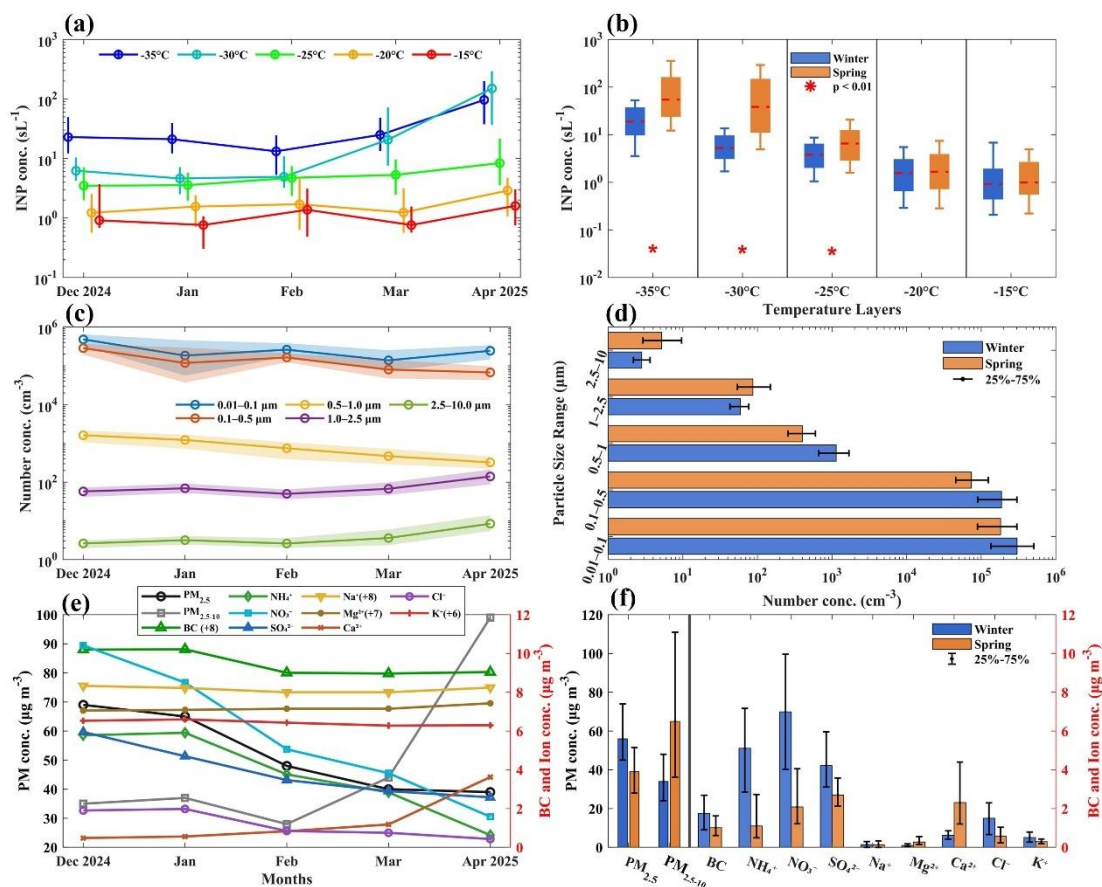 (a)
-35°C -30°C -25°C -20°C -15°C
INP conc. (sL⁻¹)
10³
10²
10¹
10⁰
10⁻¹
Dec 2024 Jan Feb Mar Apr 2025
(b)
Winter
Spring
p < 0.01
INP conc. (sL⁻¹)
10³
10²
10¹
10⁰
10⁻¹
10⁻²
-35°C -30°C -25°C -20°C -15°C
Temperature Layers
(c)
0.01–0.1 μm 0.5–1.0 μm 2.5–10.0 μm
0.1–0.5 μm 1.0–2.5 μm
Number conc. (cm⁻³)
10⁶
10⁴
10²
10⁰
Dec 2024 Jan Feb Mar Apr 2025
(d)
Winter
Spring
25%-75%
Particle Size Range (μm)
2.5–10
1–2.5
0.5–1
0.1–0.5
0.01–0.1
10⁰ 10¹ 10² 10³ 10⁴ 10⁵ 10⁶
Number conc. (cm⁻³)
(e)
PM₂.₅ NH₄⁺ Na⁺(+8) Cl⁻
PM₂.₅₋₁₀ NO₃⁻ Mg²⁺(+7) K⁺(+6)
BC (+8) SO₄²⁻ Ca²⁺
PM conc. (μg m⁻³)
100
90
80
70
60
50
40
30
20
12
10
8
6
4
2
0
BC and Ion conc. (μg m⁻³)
Dec 2024 Jan Feb Mar Apr 2025
Months
(f)
Winter
Spring
25%-75%
PM conc. (μg m⁻³)
120
100
80
60
40
20
0
12
10
8
6
4
2
0
BC and Ion conc. (μg m⁻³)
PM₂.₅ PM₂.₅₋₁₀ BC NH₄⁺ NO₃⁻ SO₄²⁻ Na⁺ Mg²⁺ Ca²⁺ Cl⁻ K⁺